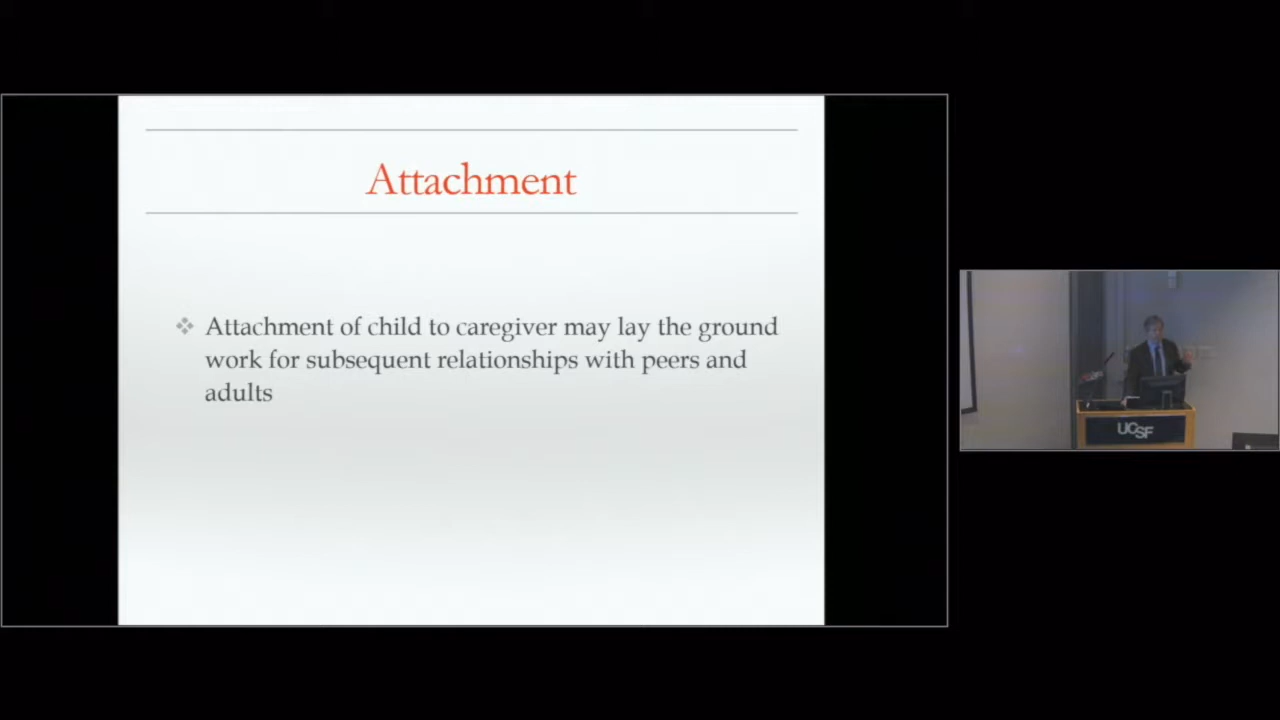 Attachment
Attachment of child to caregiver may lay the ground
work for subsequent relationships with peers and
adults
UCSF